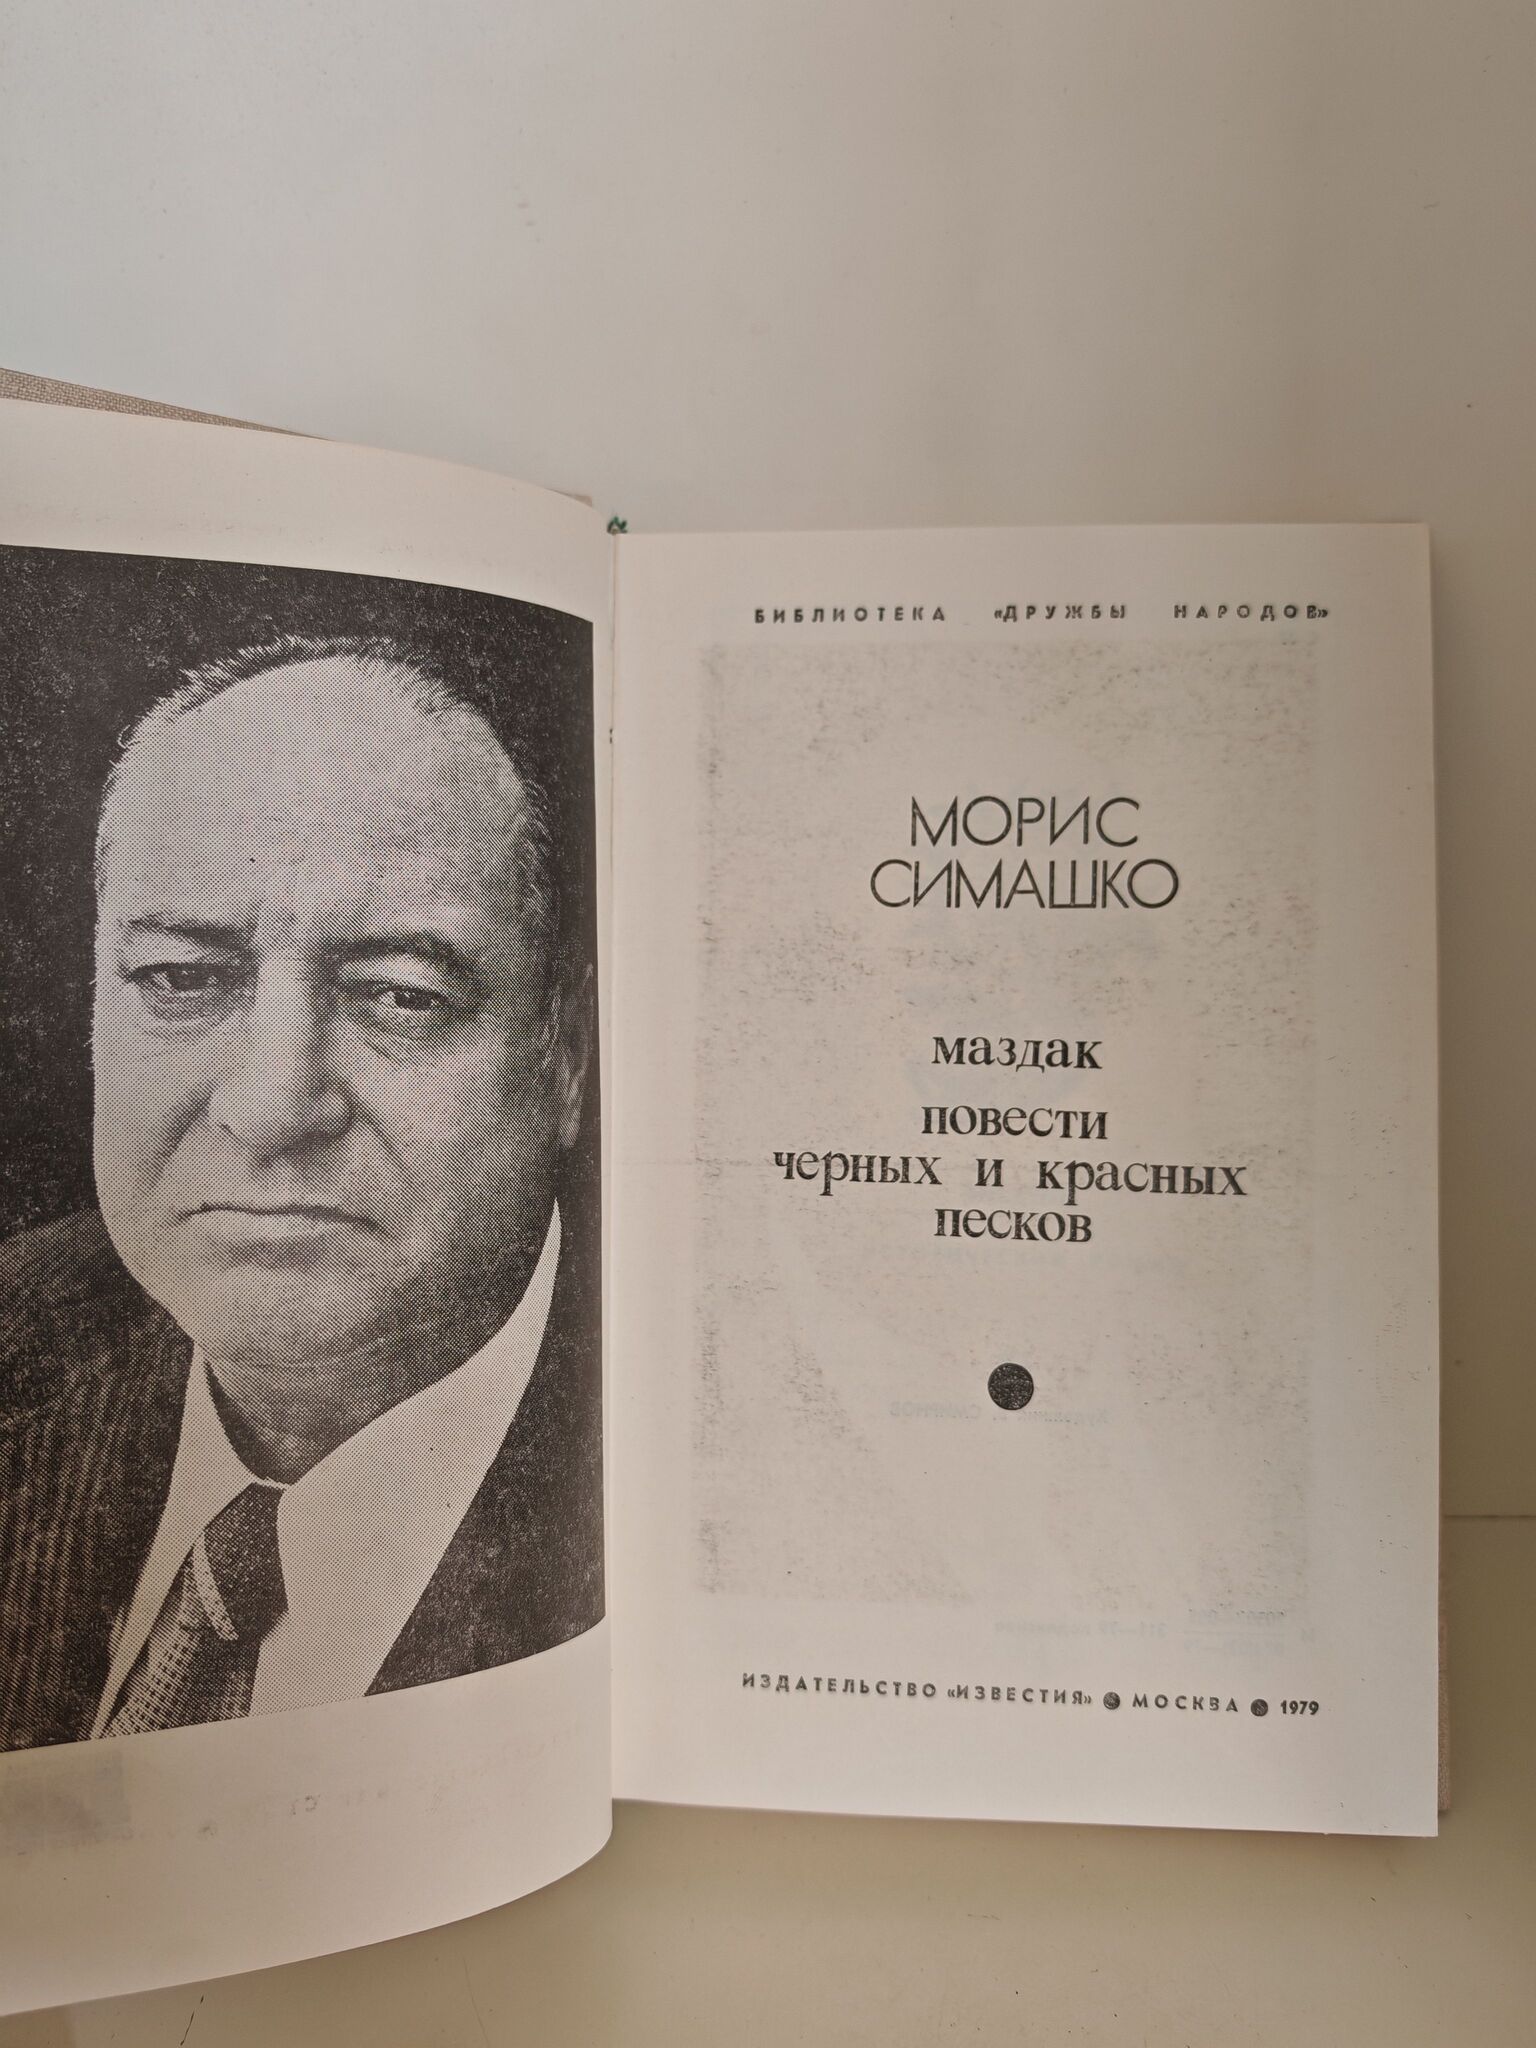 БИБЛИОТЕКА «ДРУЖБЫ НАРОДОВ»
МОРИС
СИМАШКО
маздак
повести
черных и красных
песков
ИЗДАТЕЛЬСТВО «ИЗВЕСТИЯ» ● МОСКВА ● 1979